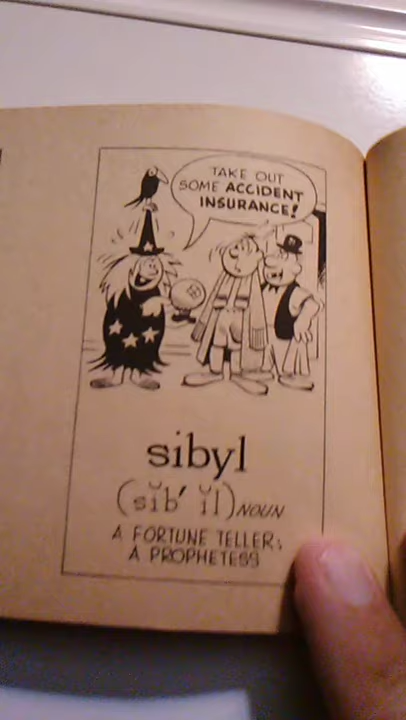 TAKE OUT
SOME ACCIDENT
INSURANCE!
sibyl
(sĭb′ ĭl) NOUN
A FORTUNE TELLER;
A PROPHETESS